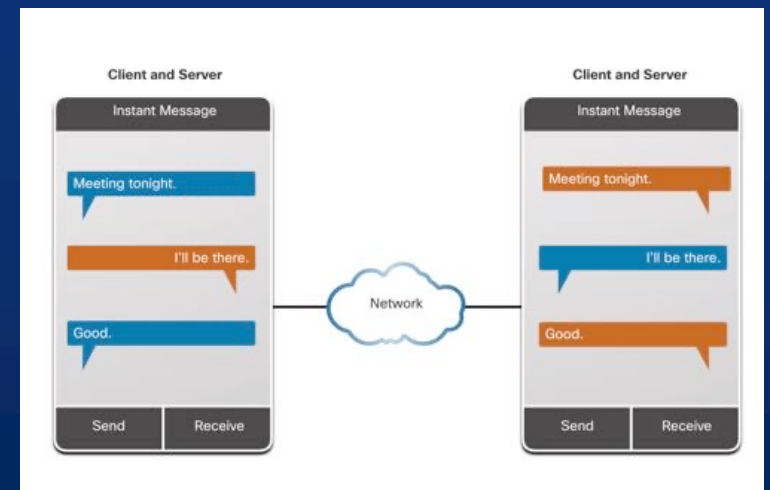 Client and Server
Instant Message
Meeting tonight.
I'll be there.
Good.
Send Receive
Network
Client and Server
Instant Message
Meeting tonight.
I'll be there.
Good.
Send Receive